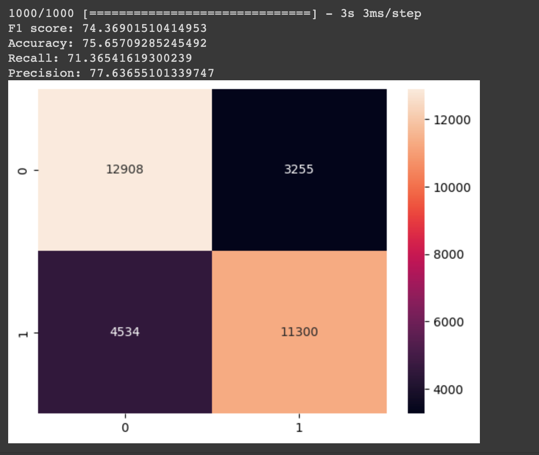 1000/1000 [==============================] - 3s 3ms/step
F1 score: 74.36901510414953
Accuracy: 75.65709285245492
Recall: 71.36541619300239
Precision: 77.63655101339747
12000
0
12908
3255
10000
8000
6000
1
4534
11300
4000
0
1